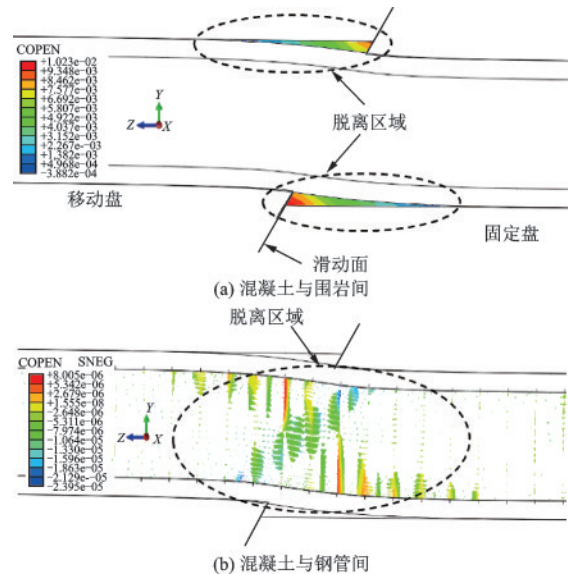 COPEN
+1.023e-02
+9.348e-03
+8.462e-03
+7.577e-03
+6.692e-03
+5.807e-03
+4.922e-03
+4.037e-03
+3.152e-03
+2.267e-03
+1.382e-03
+4.968e-04
-3.882e-04
Y
Z
X
脱离区域
移动盘
固定盘
滑动面
(a) 混凝土与围岩间
脱离区域
COPEN SNEG
+8.005e-06
+5.342e-06
+2.679e-06
+1.555e-08
-2.648e-06
-5.311e-06
-7.974e-06
-1.064e-05
-1.330e-05
-1.596e-05
-1.863e-05
-2.129e-05
-2.395e-05
Y
Z
X
(b) 混凝土与钢管间